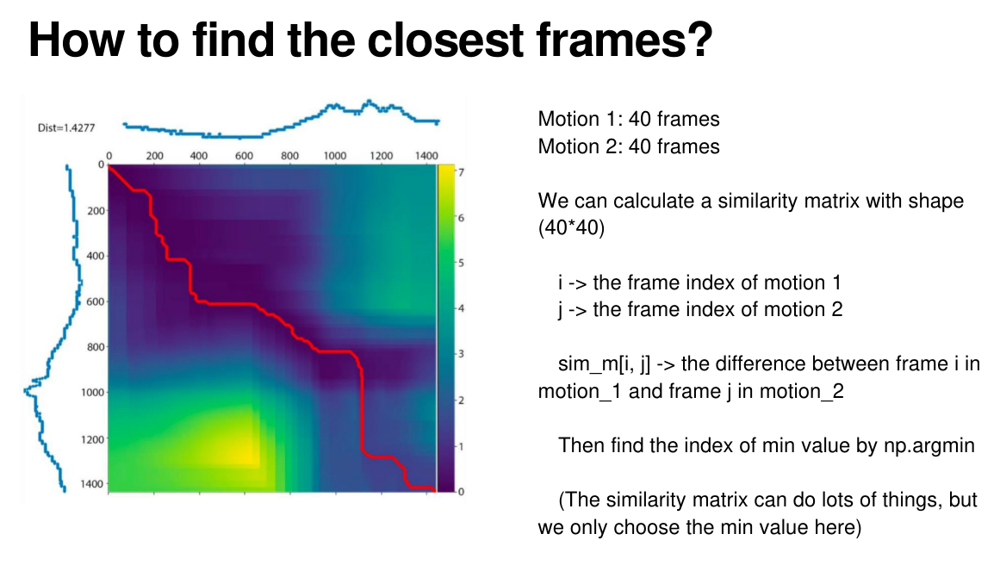 How to find the closest frames?
Dist=1.4277
0 200 400 600 800 1000 1200 1400
0
200
400
600
800
1000
1200
1400
7
6
5
4
3
2
1
0
Motion 1: 40 frames
Motion 2: 40 frames
We can calculate a similarity matrix with shape
(40*40)
i -> the frame index of motion 1
j -> the frame index of motion 2
sim_m[i, j] -> the difference between frame i in
motion_1 and frame j in motion_2
Then find the index of min value by np.argmin
(The similarity matrix can do lots of things, but
we only choose the min value here)